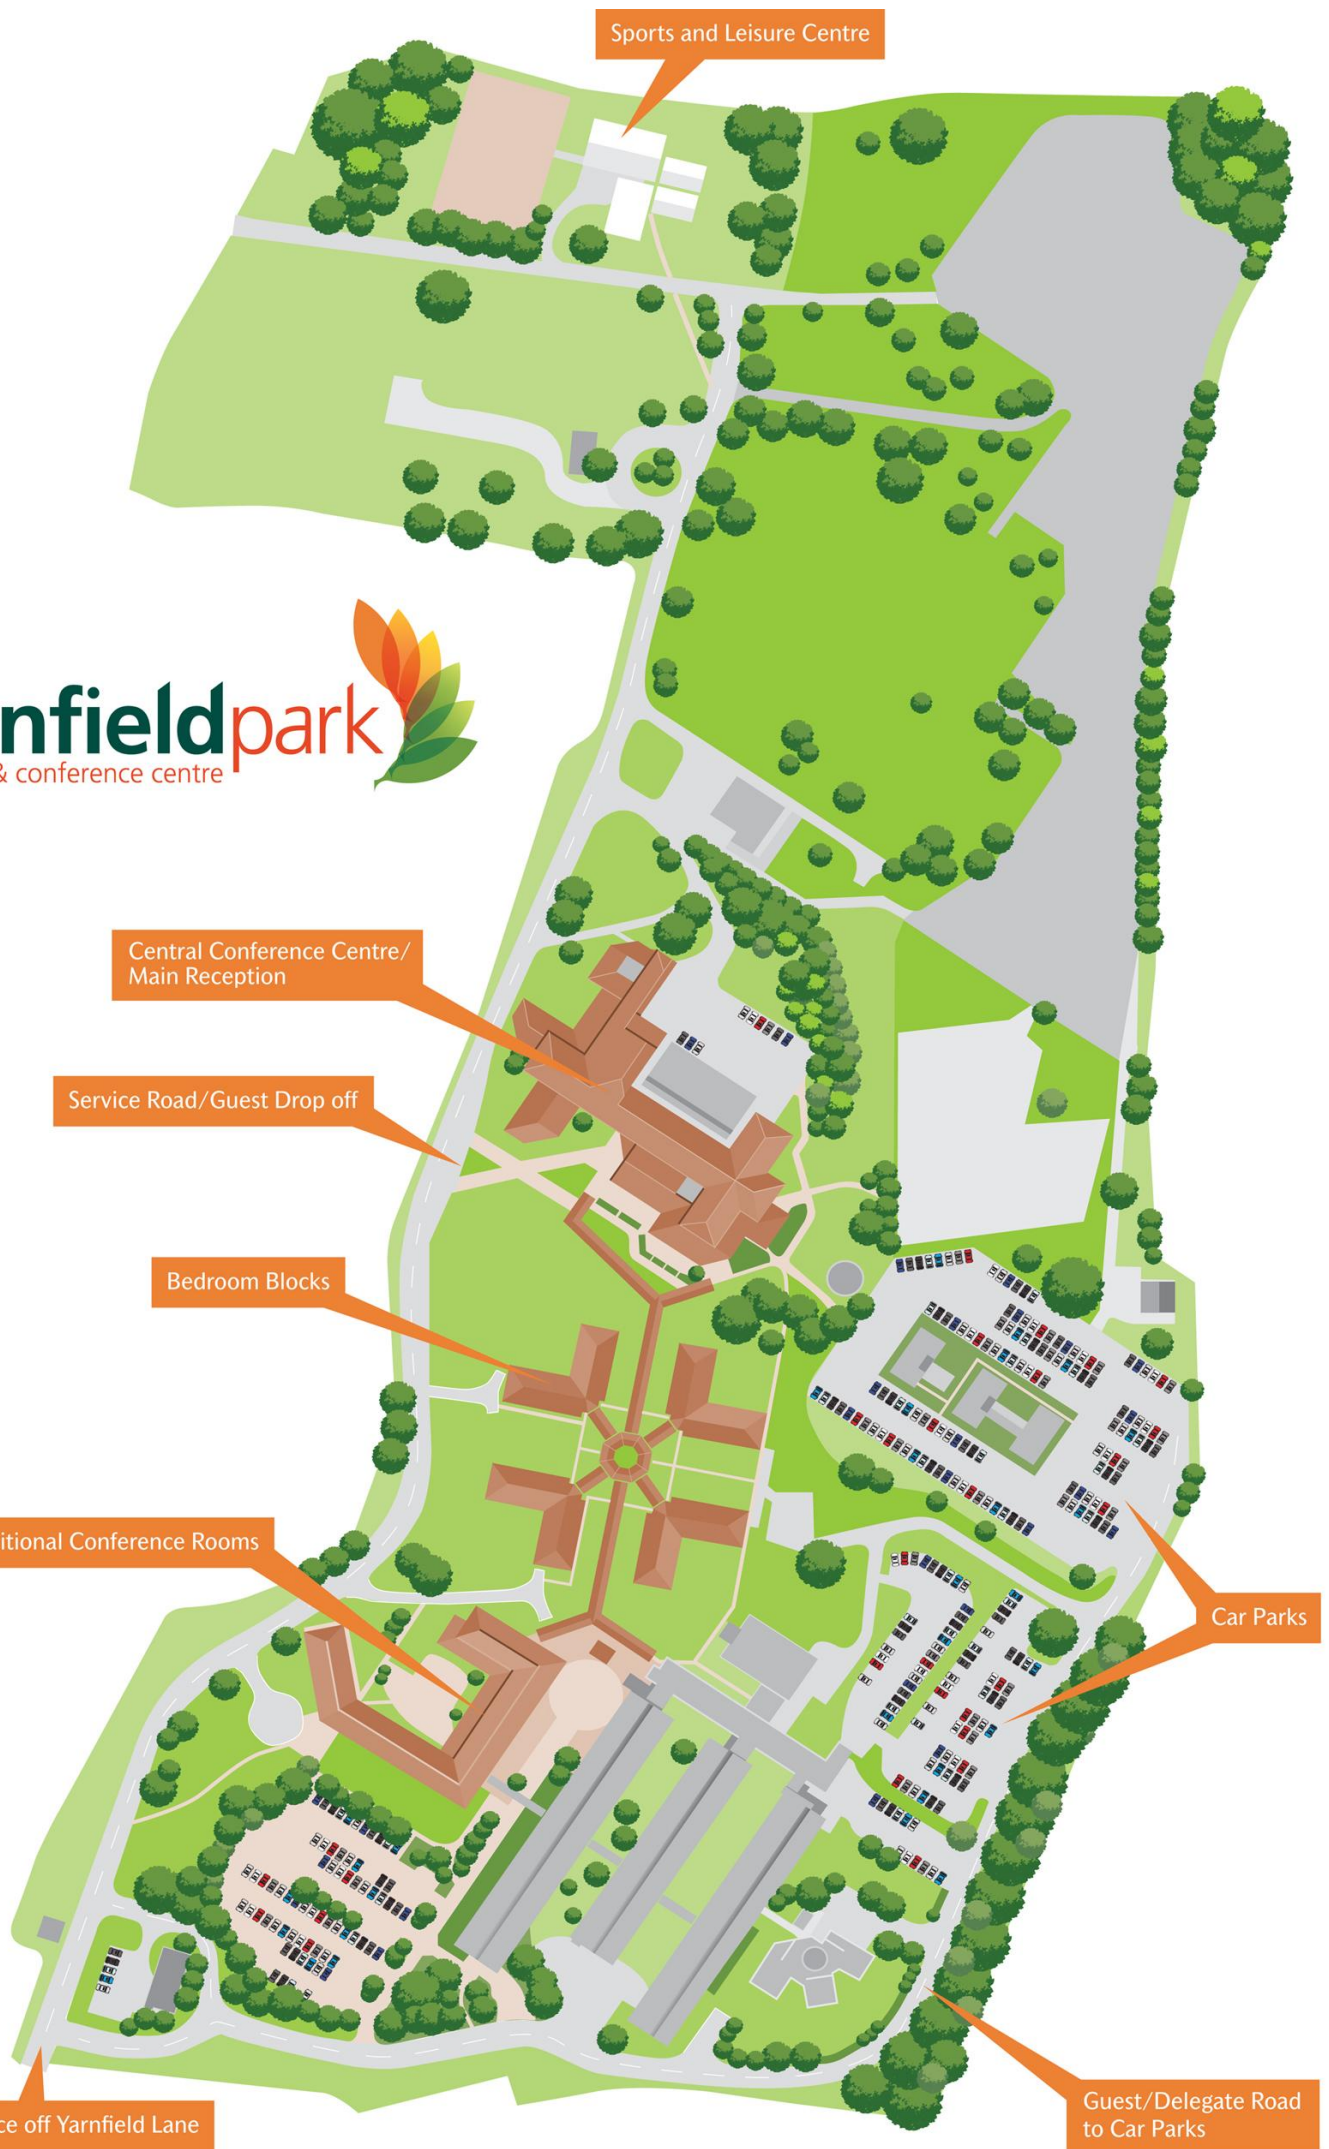 Sports and Leisure Centre
nfieldpark
& conference centre
Central Conference Centre/
Main Reception
Service Road/Guest Drop off
Bedroom Blocks
itional Conference Rooms
Car Parks
Guest/Delegate Road
to Car Parks
ce off Yarnfield Lane